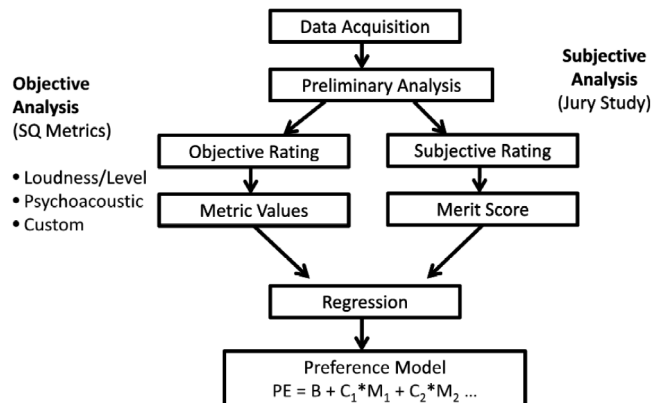 Data Acquisition
Preliminary Analysis
Objective
Analysis
(SQ Metrics)
• Loudness/Level
• Psychoacoustic
• Custom
Subjective
Analysis
(Jury Study)
Objective Rating
Subjective Rating
Metric Values
Merit Score
Regression
Preference Model
PE = B + C₁*M₁ + C₂*M₂ ...